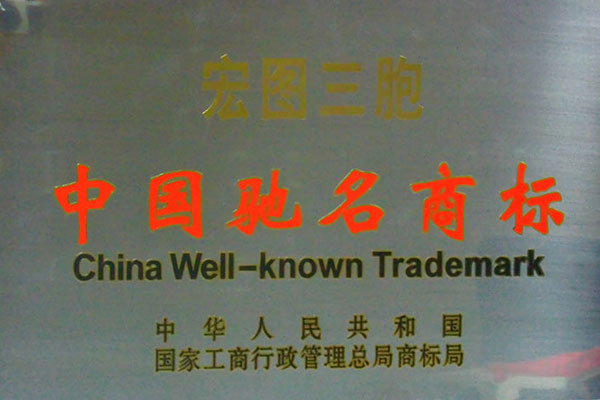 宏图三胞
中国驰名商标
China Well-known Trademark
中华人民共和国
国家工商行政管理总局商标局